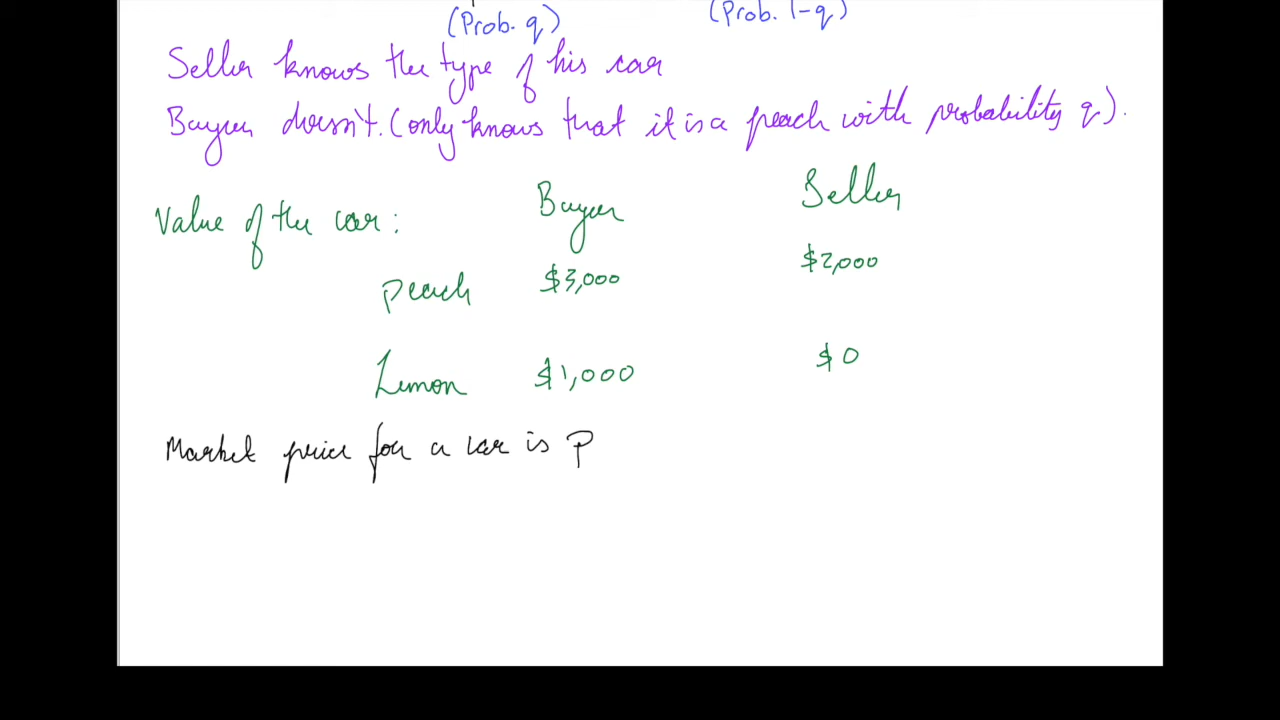 (Prob. q) (Prob. 1-q)
Seller knows the type of his car
Buyer doesn't. (only knows that it is a peach with probability q).
Value of the car: Buyer Seller
peach $3,000 $2,000
Lemon $1,000 $0
Market price for a car is P